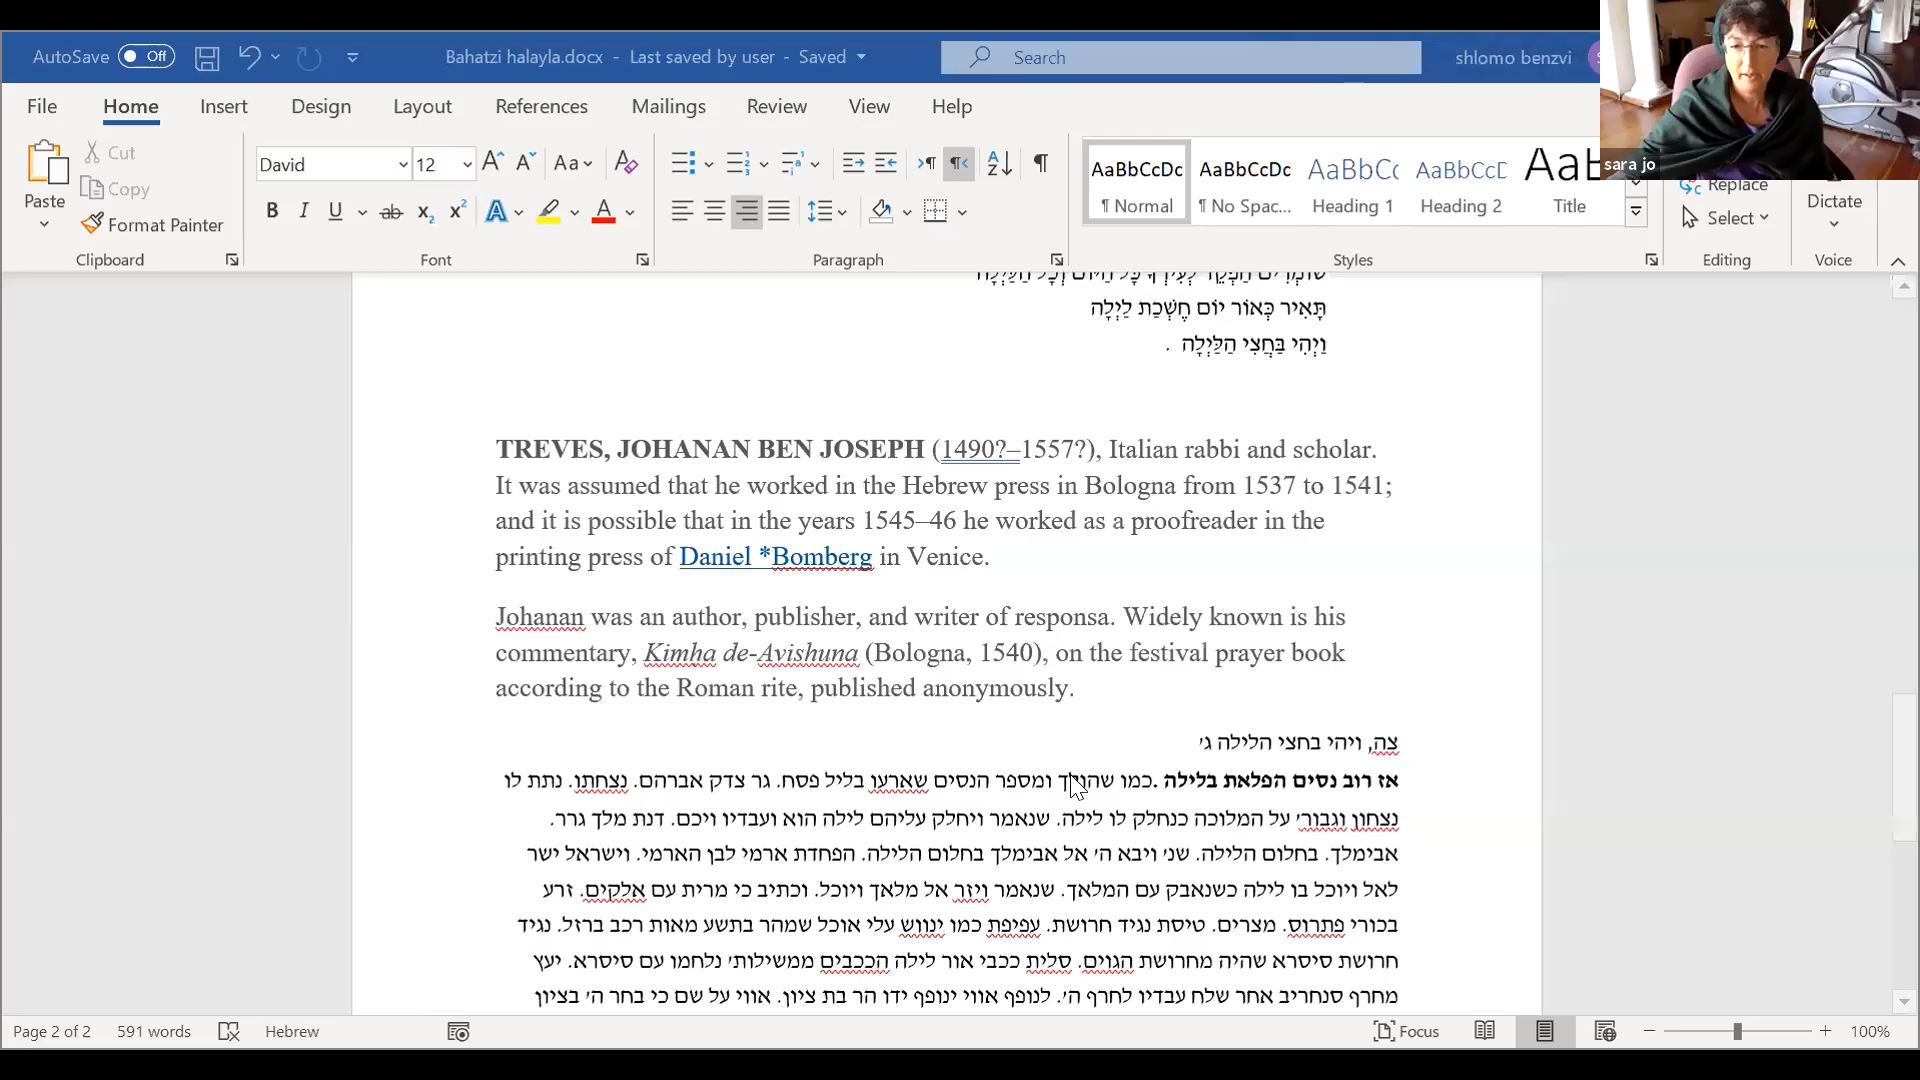 AutoSave Off Bahatzi halayla.docx - Last saved by user - Saved Search shlomo benzvi
File Home Insert Design Layout References Mailings Review View Help
sara jo
Paste Cut
Copy
Format Painter
Clipboard
David 12
Font
Paragraph
AaBbCcDc AaBbCcDc AaBbCc AaBbCcD AaB
¶ Normal ¶ No Spac... Heading 1 Heading 2 Title
Styles
Replace
Select
Editing
Dictate
Voice
תָּאִיר כְּאוֹר יוֹם חֶשְׁכַת לַיְלָה
וַיְהִי בַּחֲצִי הַלַּיְלָה .
TREVES, JOHANAN BEN JOSEPH (1490?–1557?), Italian rabbi and scholar.
It was assumed that he worked in the Hebrew press in Bologna from 1537 to 1541;
and it is possible that in the years 1545–46 he worked as a proofreader in the
printing press of Daniel *Bomberg in Venice.
Johanan was an author, publisher, and writer of responsa. Widely known is his
commentary, Kimha de-Avishuna (Bologna, 1540), on the festival prayer book
according to the Roman rite, published anonymously.
צה, ויהי בחצי הלילה ג'
אז רוב נסים הפלאת בלילה. כמו ומספר הנסים שארעו בליל פסח. גר צדק אברהם. נצחתו. נתת לו
נצחון וגבור' על המלוכה כנחלק לו לילה. שנאמר ויחלק עליהם לילה הוא ועבדיו ויכם. דנת מלך גרר.
אבימלך. בחלום הלילה. שנ' ויבא ה' אל אבימלך בחלום הלילה. הפחדת ארמי לבן הארמי. וישראל ישר
לאל ויוכל בו לילה כשנאבק עם המלאך. שנאמר ויזר אל מלאך ויוכל. וכתיב כי מרית עם אלקים. זרע
בכורי פתרוס. מצרים. טיסת נגיד חרושת. עפיפת כמו ינווש עלי אוכל שמהר בתשע מאות רכב ברזל. נגיד
חרושת סיסרא שהיה מחרושת הגוים. סלית ככבי אור לילה הככבים ממשילות' נלחמו עם סיסרא. יעץ
מחרף סנחריב אחר שלח עבדיו לחרף ה'. לנופף אווי ינופף ידו הר בת ציון. אווי על שם כי בחר ה' בציון
Page 2 of 2 591 words Hebrew Focus 100%